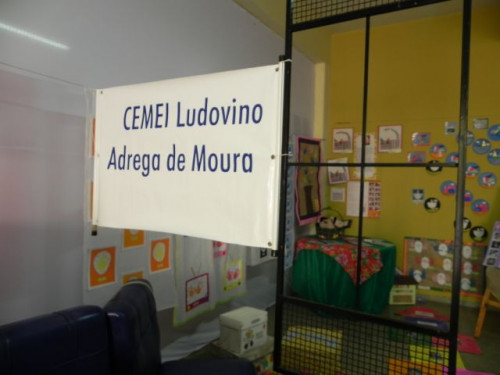 CEMEI Ludovino
Adrega de Moura